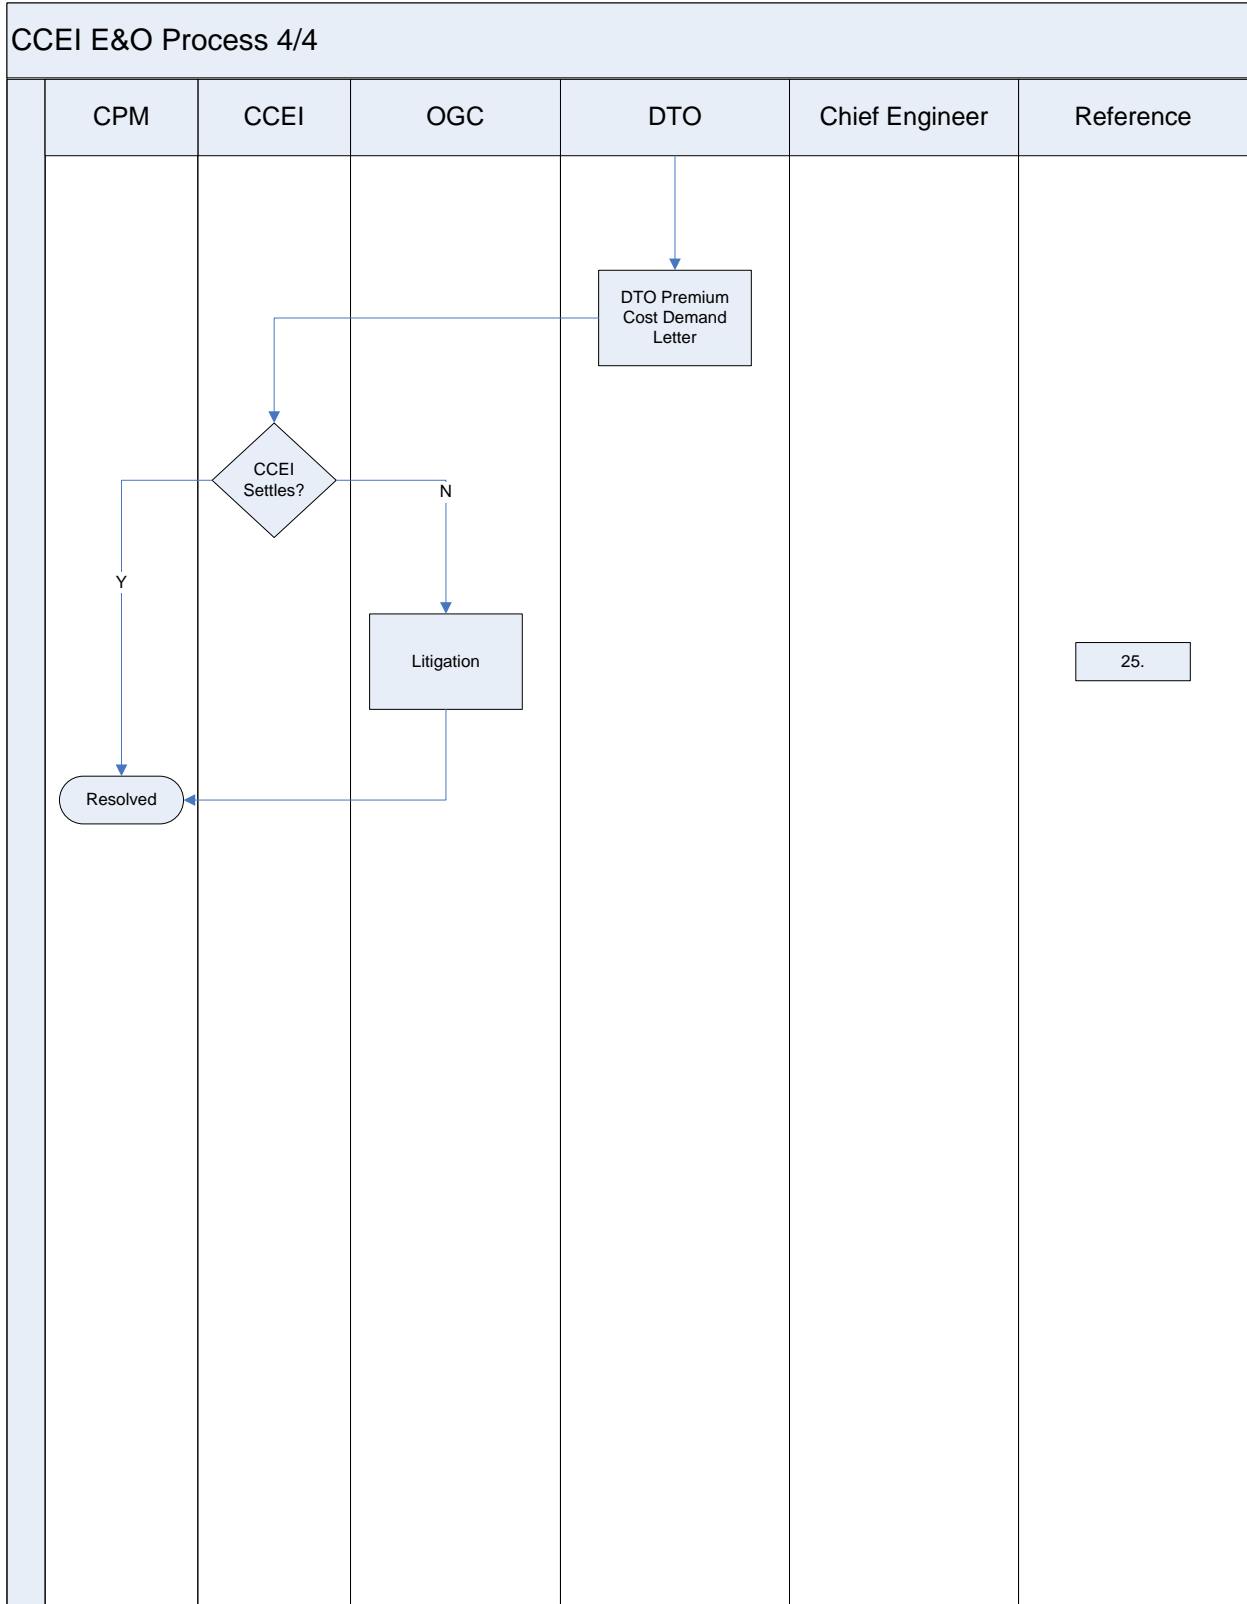 CCEI E&O Process 4/4
CPM
CCEI
OGC
DTO
Chief Engineer
Reference
DTO Premium
Cost Demand
Letter
CCEI
Settles?
N
Y
Litigation
25.
Resolved